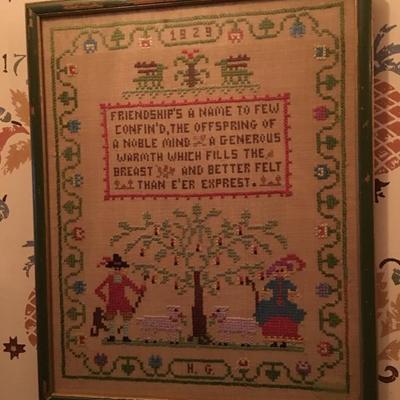 1929
17
FRIENDSHIP'S A NAME TO FEW
CONFIN'D, THE OFFSPRING OF
A NOBLE MIND A GENEROUS
WARMTH WHICH FILLS THE
BREAST AND BETTER FELT
THAN E'ER EXPREST.
H. G.